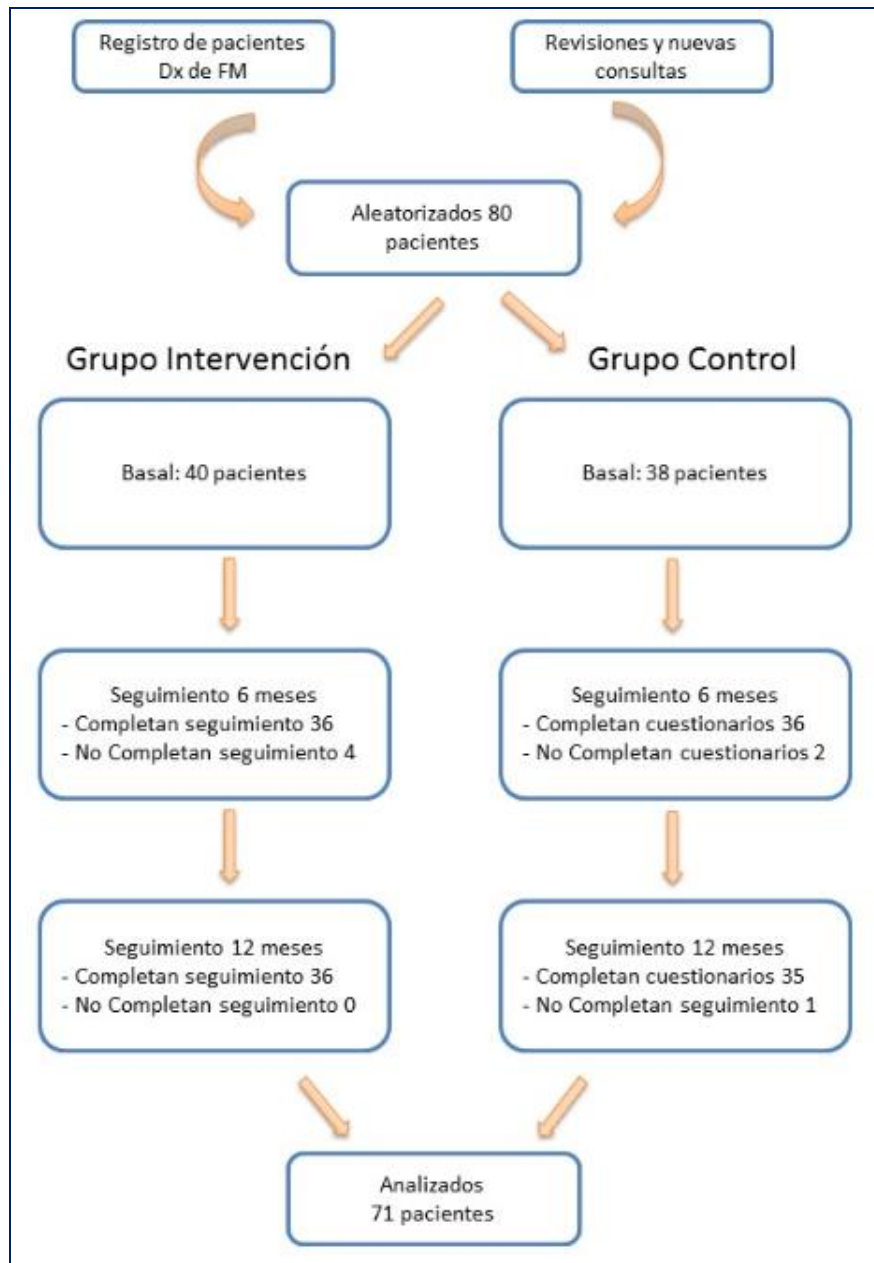 Registro de pacientes
Dx de FM
Revisiones y nuevas
consultas
Aleatorizados 80
pacientes
Grupo Intervención
Grupo Control
Basal: 40 pacientes
Basal: 38 pacientes
Seguimiento 6 meses
- Completan seguimiento 36
- No Completan seguimiento 4
Seguimiento 6 meses
- Completan cuestionarios 36
- No Completan cuestionarios 2
Seguimiento 12 meses
- Completan seguimiento 36
- No Completan seguimiento 0
Seguimiento 12 meses
- Completan cuestionarios 35
- No Completan seguimiento 1
Analizados
71 pacientes